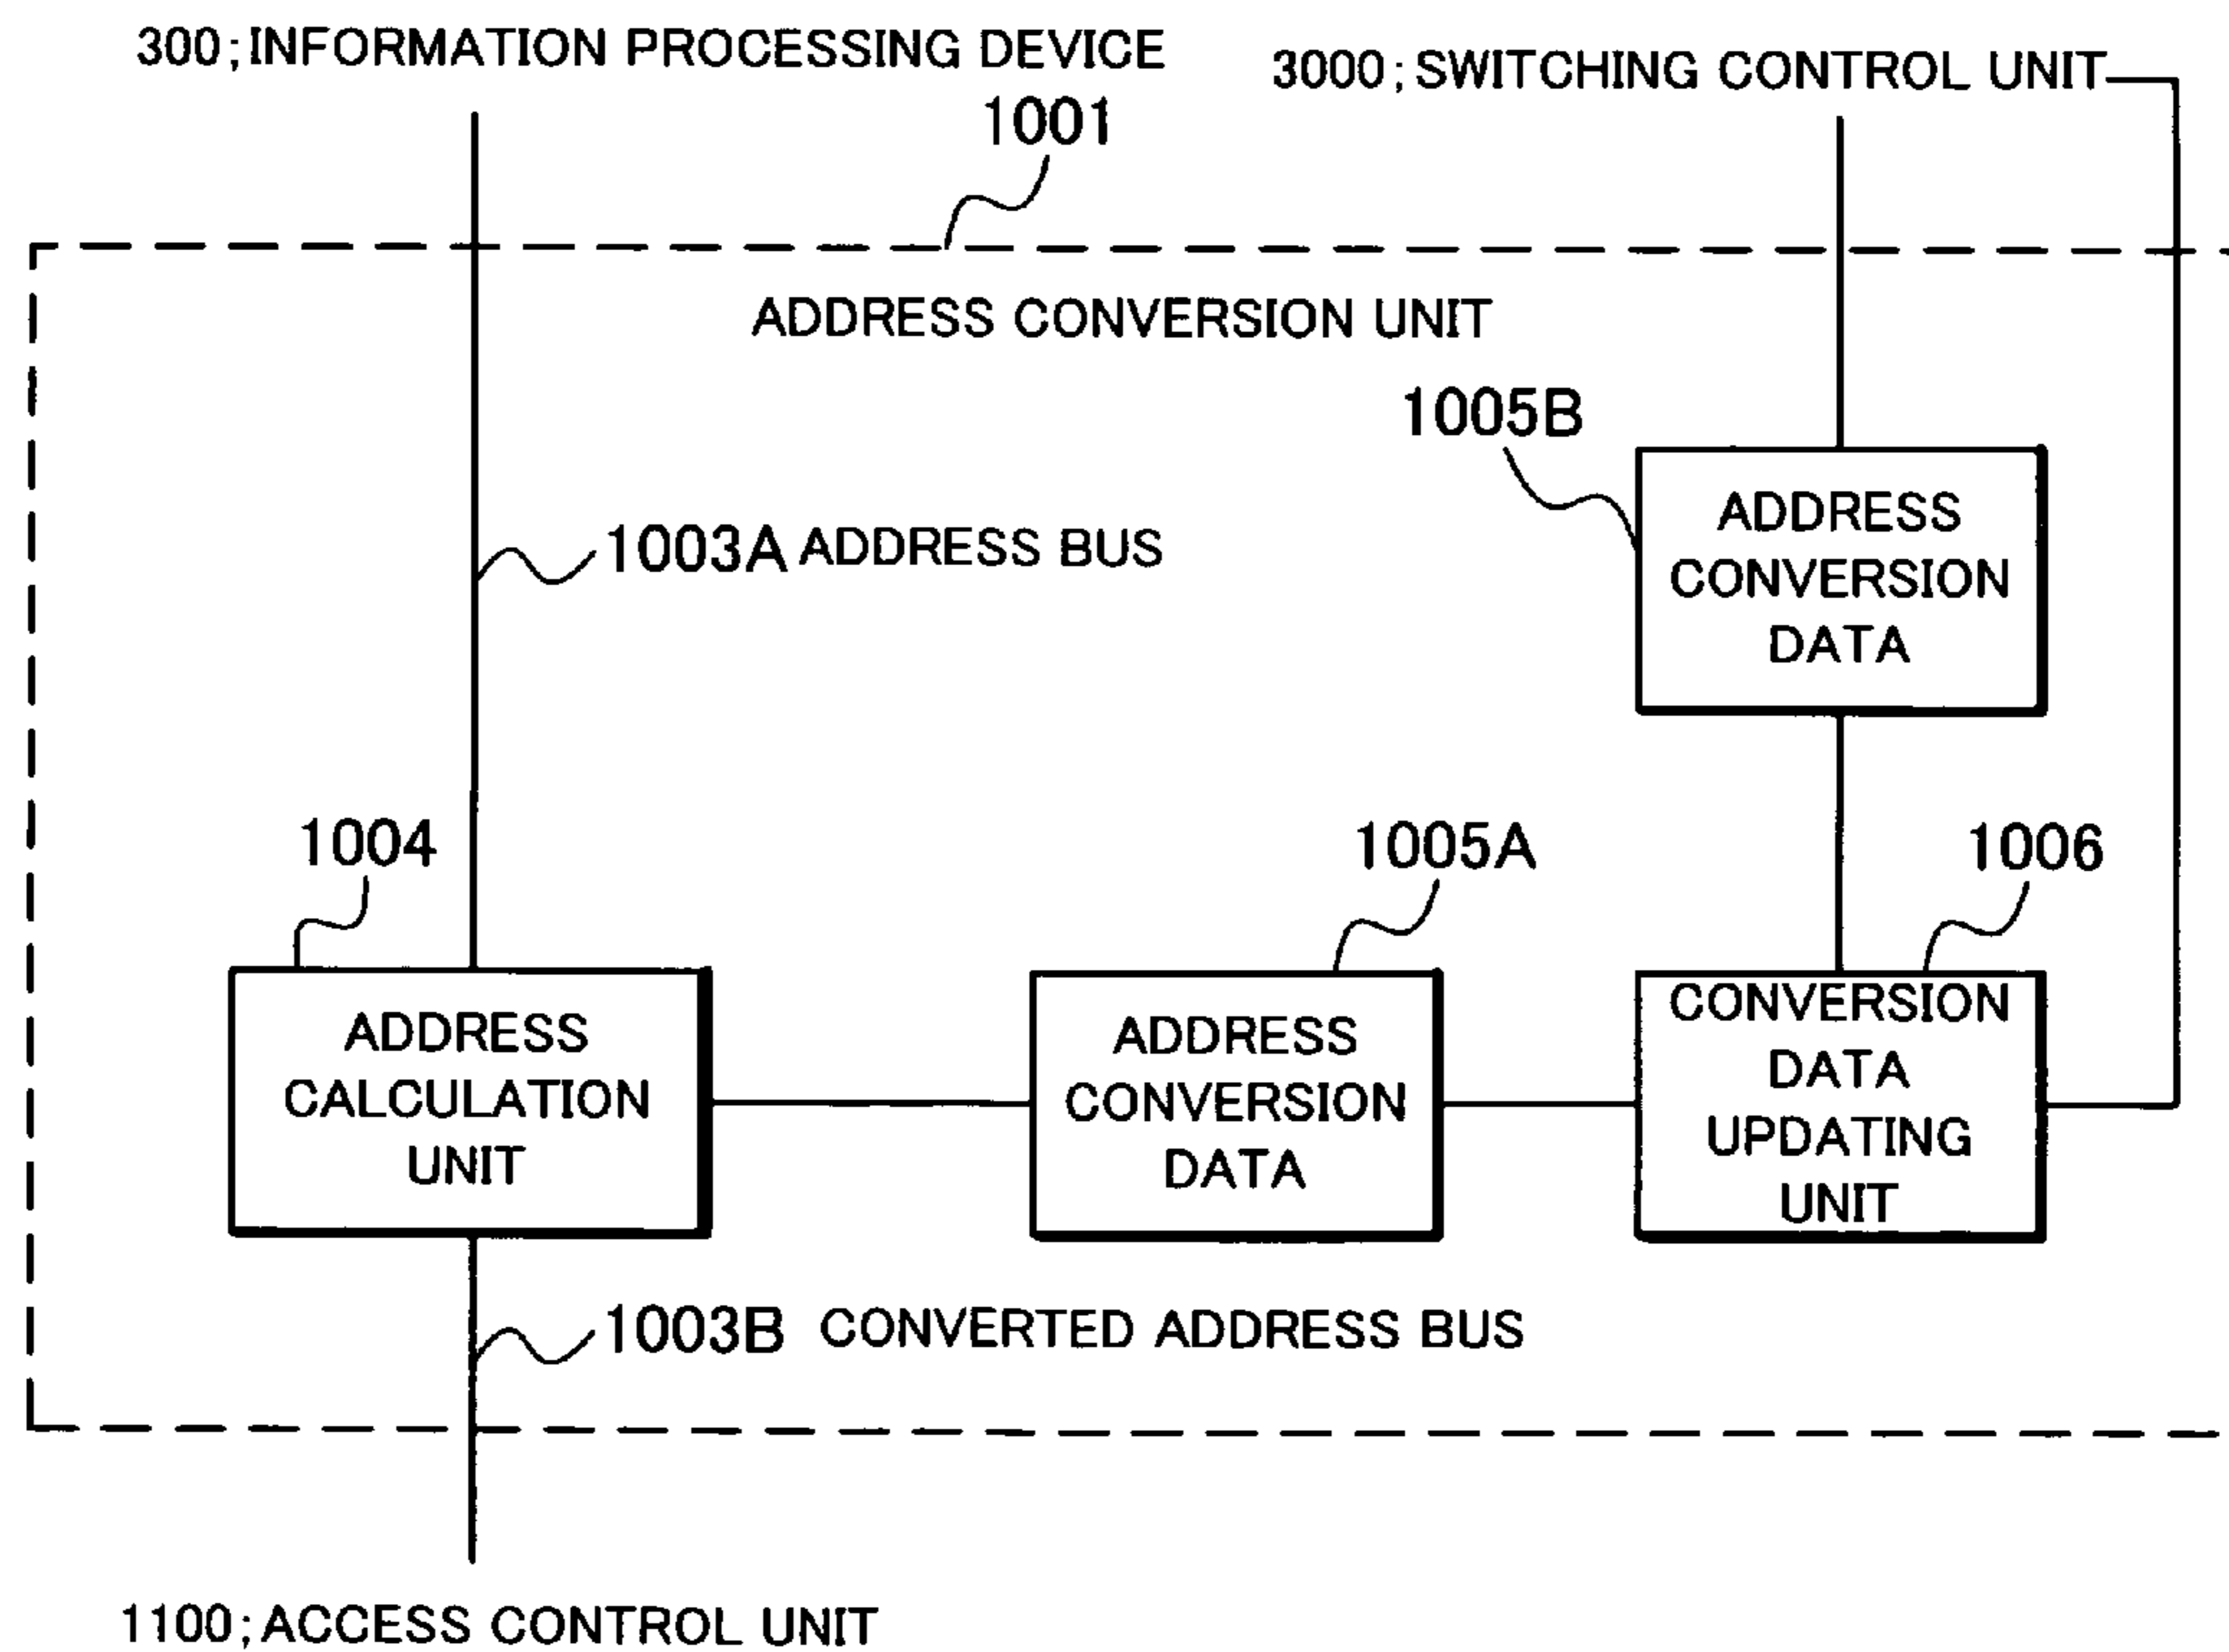 300;INFORMATION PROCESSING DEVICE
3000;SWITCHING CONTROL UNIT
1001
ADDRESS CONVERSION UNIT
1005B
ADDRESS
CONVERSION
DATA
1003A ADDRESS BUS
1004
1005A
1006
ADDRESS
CALCULATION
UNIT
ADDRESS
CONVERSION
DATA
CONVERSION
DATA
UPDATING
UNIT
1003B CONVERTED ADDRESS BUS
1100;ACCESS CONTROL UNIT